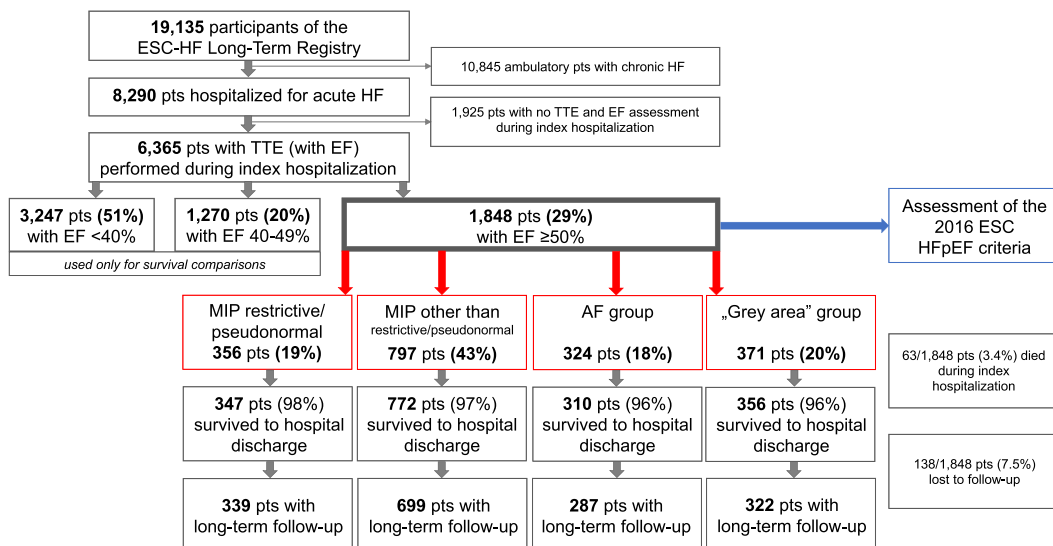 19,135 participants of the
ESC-HF Long-Term Registry
10,845 ambulatory pts with chronic HF
8,290 pts hospitalized for acute HF
1,925 pts with no TTE and EF assessment
during index hospitalization
6,365 pts with TTE (with EF)
performed during index hospitalization
3,247 pts (51%)
with EF <40%
1,270 pts (20%)
with EF 40-49%
used only for survival comparisons
1,848 pts (29%)
with EF ≥50%
Assessment of the
2016 ESC
HFpEF criteria
MIP restrictive/
pseudonormal
356 pts (19%)
MIP other than
restrictive/pseudonormal)
797 pts (43%)
AF group
324 pts (18%)
„Grey area" group
371 pts (20%)
63/1,848 pts (3.4%) died
during index
hospitalization
347 pts (98%)
survived to hospital
discharge
772 pts (97%)
survived to hospital
discharge
310 pts (96%)
survived to hospital
discharge
356 pts (96%)
survived to hospital
discharge
138/1,848 pts (7.5%)
lost to follow-up
339 pts with
long-term follow-up
699 pts with
long-term follow-up
287 pts with
long-term follow-up
322 pts with
long-term follow-up